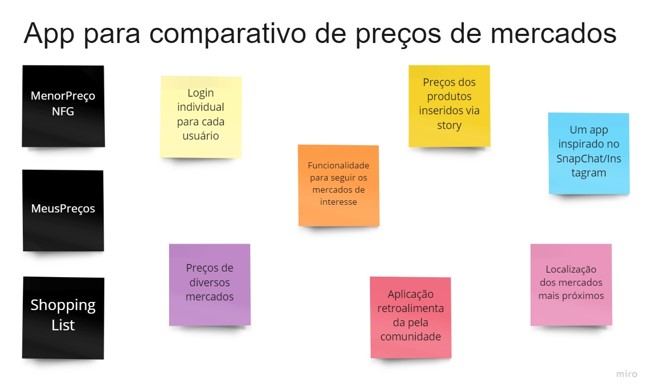 App para comparativo de preços de mercados
MenorPreço
NFG
Login
individual
para cada
usuário
Preços dos
produtos
inseridos via
story
Um app
inspirado no
SnapChat/Ins
tagram
Funcionalidade
para seguir os
mercados de
interesse
MeusPreços
Preços de
diversos
mercados
Localização
dos mercados
mais próximos
Shopping
List
Aplicação
retroalimenta
da pela
comunidade
miro